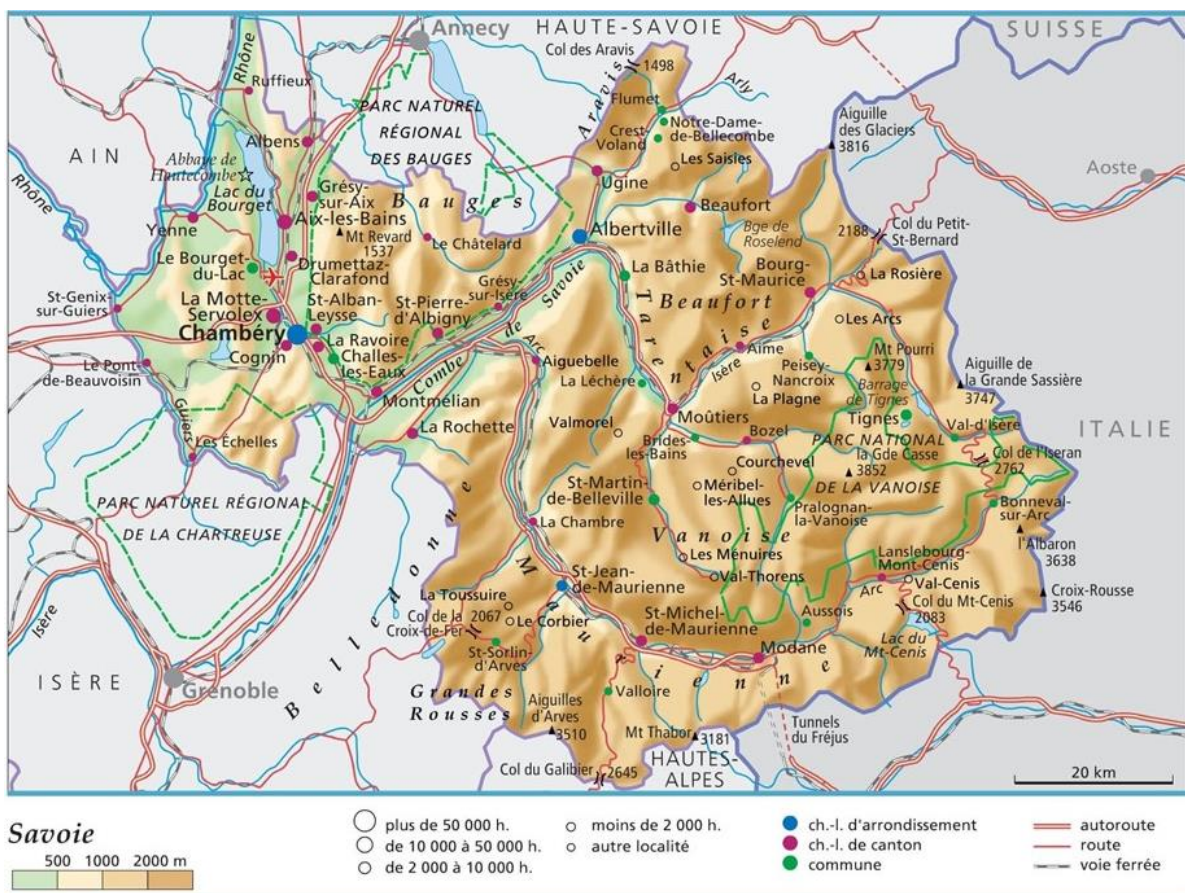 Annecy
HAUTE-SAVOIE
SUISSE
Col des Aravis
1498
Rhône
Ruffieux
Aravis
Arly
Flumet
PARC NATUREL
RÉGIONAL
DES BAUGES
Notre-Dame-
de-Bellecombe
Crest-
Voland
Les Saisies
Aiguille
des Glaciers
3816
AIN
Albens
Abbaye de
Hautecombe
Lac du
Bourget
Aoste
Ugine
Rhône
Grésy-
sur-Aix
Bauges
Beaufort
Aix-les-Bains
Yenne
Mt Revard
1537
Le Châtelard
Albertville
Bge de
Roselend
2188
Col du Petit-
St-Bernard
Le Bourget-
du-Lac
Drumettaz-
Clarafond
Grésy-
sur-Isère
La Bâthie
Bourg-
St-Maurice
La Rosière
St-Genix-
sur-Guiers
La Motte-
Servolex
St-Alban-
Leysse
St-Pierre-
d'Albigny
Combe de Savoie
Beaufort
Tarentaise
Les Arcs
Chambéry
La Ravoire
Cognin
Challes-
les-Eaux
Arc
Aiguebelle
Isère
Aime
Mt Pourri
3779
Peisey-
Nancroix
Aiguille de
la Grande Sassière
3747
Le Pont-
de-Beauvoisin
La Léchère
La Plagne
Barrage
de Tignes
Montmélian
Moûtiers
Tignes
Guiers
La Rochette
Valmorel
Val-d'Isère
ITALIE
Les Échelles
Brides-
les-Bains
Bozel
PARC NATIONAL
la Gde Casse
3852
DE LA VANOISE
Col de l'Iseran
2762
Courchevel
Méribel-
les-Allues
St-Martin-
de-Belleville
Pralognan-
la-Vanoise
Bonneval-
sur-Arc
PARC NATUREL RÉGIONAL
DE LA CHARTREUSE
La Chambre
Vanoise
l'Albaron
3638
Les Ménuires
Val-Thorens
Lanslebourg-
Mont-Cenis
Arc
Val-Cenis
Croix-Rousse
3546
Isère
Belledonne
St-Jean-
de-Maurienne
Maurienne
La Toussuire
Col de la
Croix-de-Fer
2067
Le Corbier
St-Michel-
de-Maurienne
Aussois
Col du Mt-Cenis
2083
St-Sorlin-
d'Arves
Modane
Lac du
Mt-Cenis
ISÈRE
Grenoble
Grandes
Rousses
Aiguilles
d'Arves
3510
Valloire
Mt Thabor
3181
Tunnels
du Fréjus
Col du Galibier
2645
HAUTES-
ALPES
20 km
Savoie
500 1000 2000 m
plus de 50 000 h.
de 10 000 à 50 000 h.
de 2 000 à 10 000 h.
moins de 2 000 h.
autre localité
ch.-l. d'arrondissement
ch.-l. de canton
commune
autoroute
route
voie ferrée